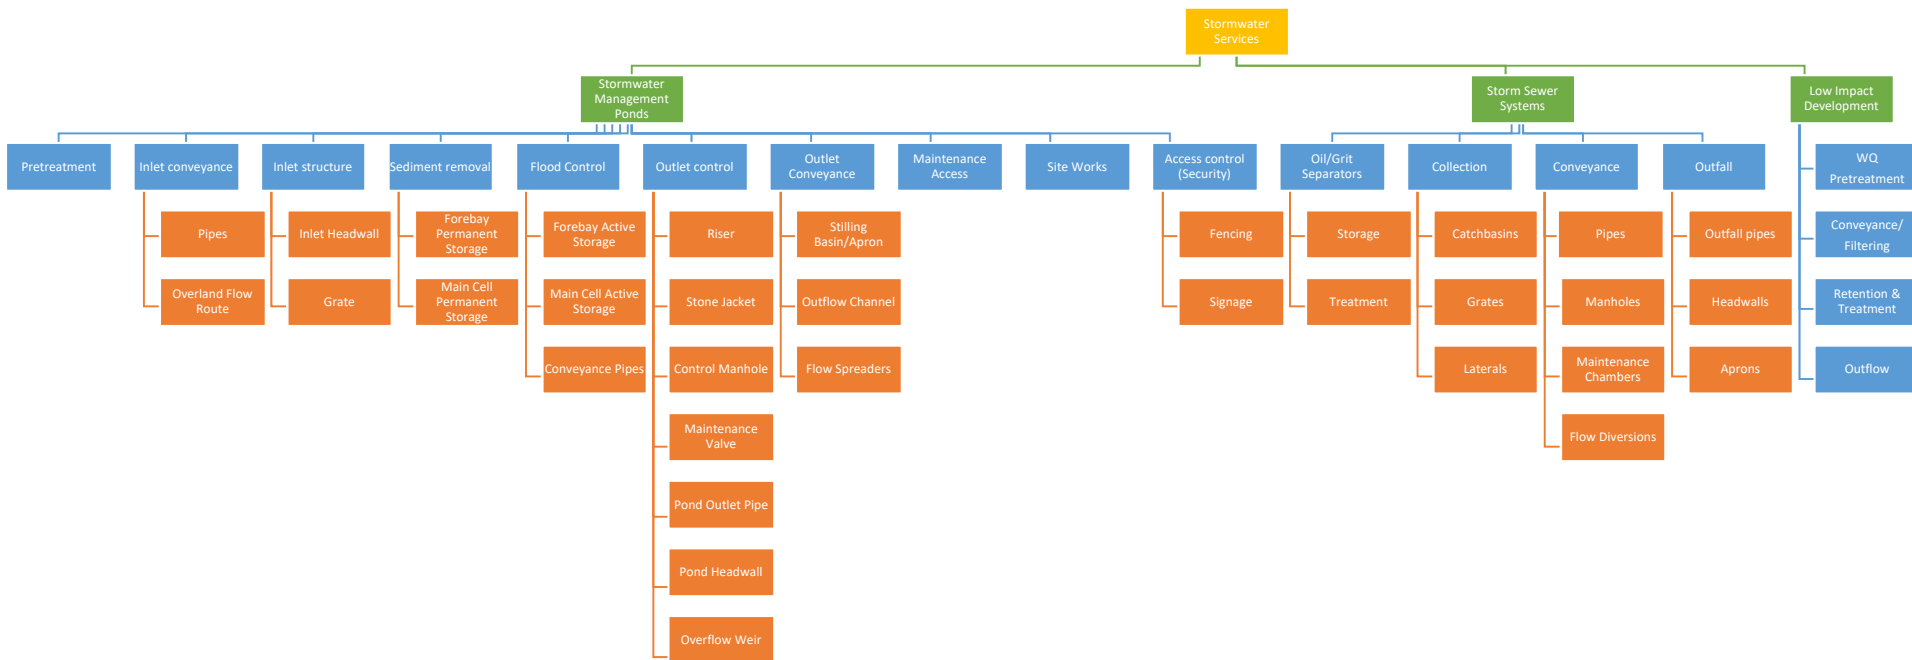 Stormwater
Services
Stormwater
Management
Ponds
Storm Sewer
Systems
Low Impact
Development
Pretreatment
Inlet conveyance
Inlet structure
Sediment removal
Flood Control
Outlet control
Outlet
Conveyance
Maintenance
Access
Site Works
Access control
(Security)
Oil/Grit
Separators
Collection
Conveyance
Outfall
WQ
Pretreatment
Pipes
Inlet Headwall
Forebay
Permanent
Storage
Forebay Active
Storage
Riser
Stilling
Basin/Apron
Fencing
Storage
Catchbasins
Pipes
Outfall pipes
Conveyance/
Filtering
Overland Flow
Route
Grate
Main Cell
Permanent
Storage
Main Cell Active
Storage
Stone Jacket
Outflow Channel
Signage
Treatment
Grates
Manholes
Headwalls
Retention &
Treatment
Conveyance Pipes
Control Manhole
Flow Spreaders
Laterals
Maintenance
Chambers
Aprons
Outflow
Maintenance
Valve
Flow Diversions
Pond Outlet Pipe
Pond Headwall
Overflow Weir